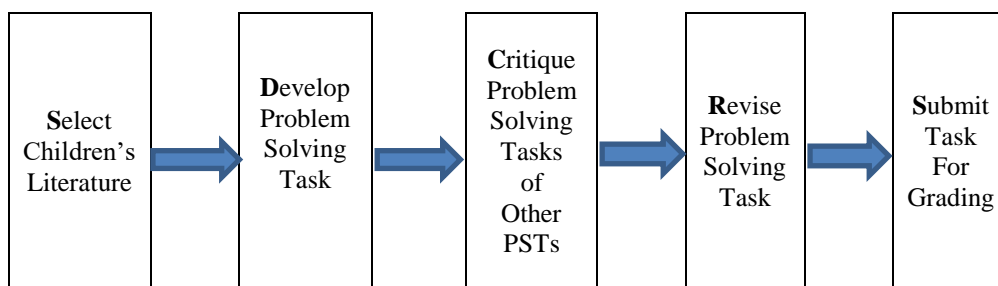 Select
Children's
Literature
Develop
Problem
Solving
Task
Critique
Problem
Solving
Tasks
of
Other
PSTs
Revise
Problem
Solving
Task
Submit
Task
For
Grading